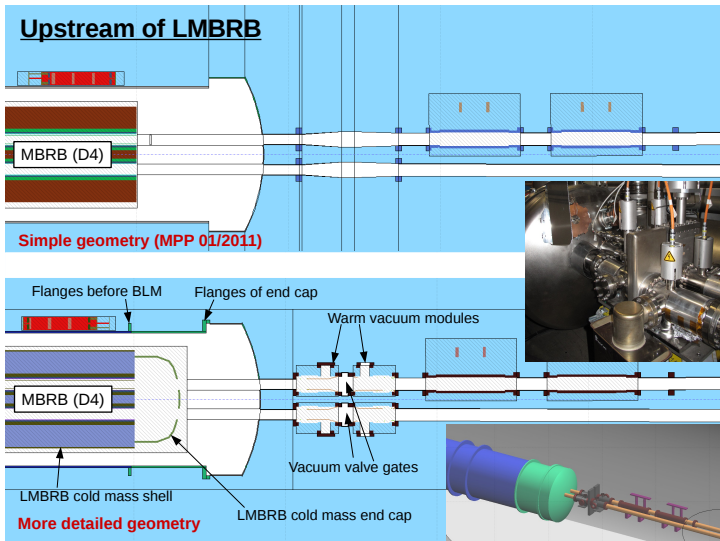 Upstream of LMBRB
MBRB (D4)
Simple geometry (MPP 01/2011)
Flanges before BLM
Flanges of end cap
Warm vacuum modules
MBRB (D4)
Vacuum valve gates
LMBRB cold mass shell
LMBRB cold mass end cap
More detailed geometry